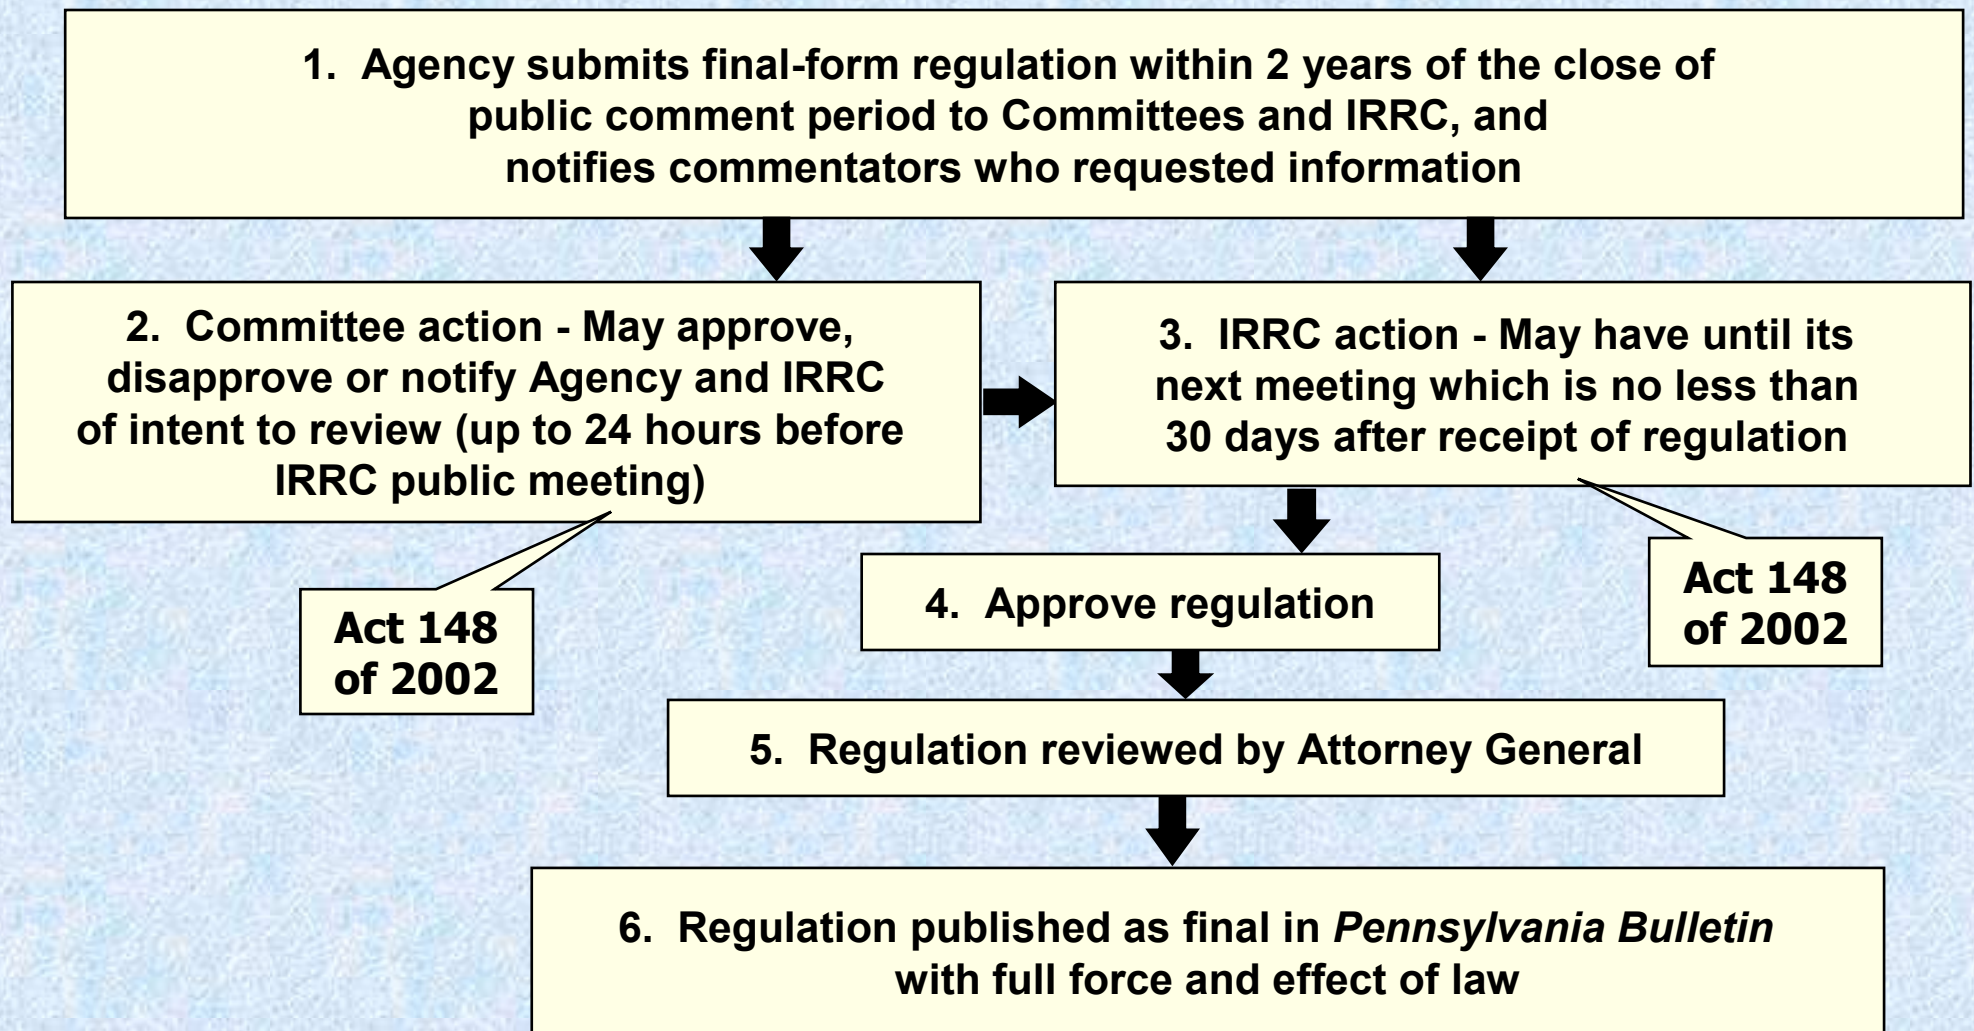 1. Agency submits final-form regulation within 2 years of the close of
public comment period to Committees and IRRC, and
notifies commentators who requested information
2. Committee action - May approve,
disapprove or notify Agency and IRRC
of intent to review (up to 24 hours before
IRRC public meeting)
3. IRRC action - May have until its
next meeting which is no less than
30 days after receipt of regulation
Act 148
of 2002
4. Approve regulation
Act 148
of 2002
5. Regulation reviewed by Attorney General
6. Regulation published as final in Pennsylvania Bulletin
with full force and effect of law